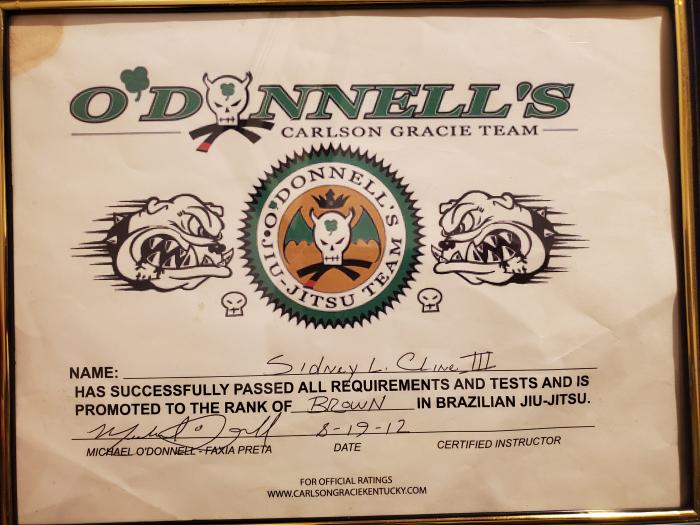 O'DONNELL'S
CARLSON GRACIE TEAM
O'DONNELL'S
JIU-JITSU TEAM
NAME: Sidney L. Cline III
HAS SUCCESSFULLY PASSED ALL REQUIREMENTS AND TESTS AND IS
PROMOTED TO THE RANK OF BROWN IN BRAZILIAN JIU-JITSU.
8-19-12
MICHAEL O'DONNELL - FAXIA PRETA DATE CERTIFIED INSTRUCTOR
FOR OFFICIAL RATINGS
WWW.CARLSONGRACIEKENTUCKY.COM